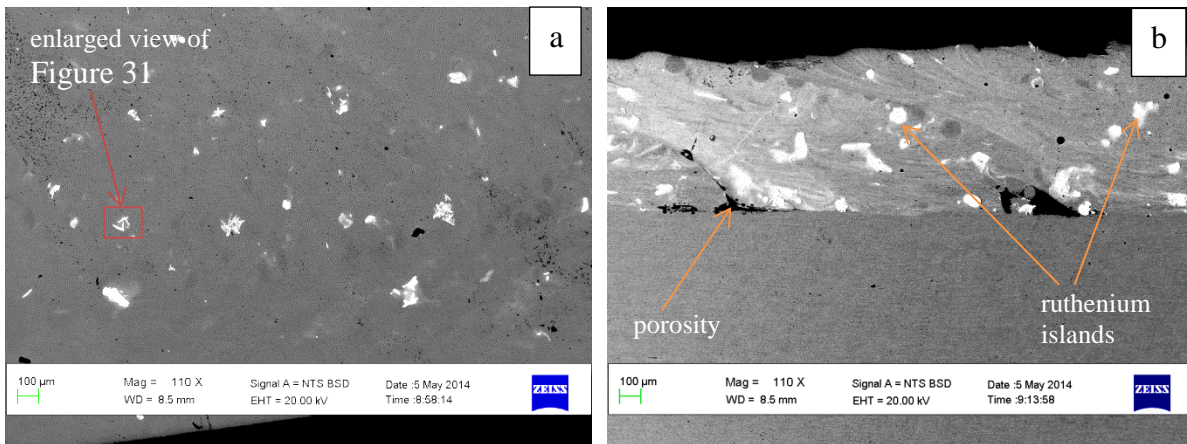 enlarged view of
Figure 31
a
100 µm
Mag = 110 X
WD = 8.5 mm
Signal A = NTS BSD
EHT = 20.00 kV
Date :5 May 2014
Time :8:58:14
ZEISS
b
porosity
ruthenium
islands
100 µm
Mag = 110 X
WD = 8.5 mm
Signal A = NTS BSD
EHT = 20.00 kV
Date :5 May 2014
Time :9:13:58
ZEISS